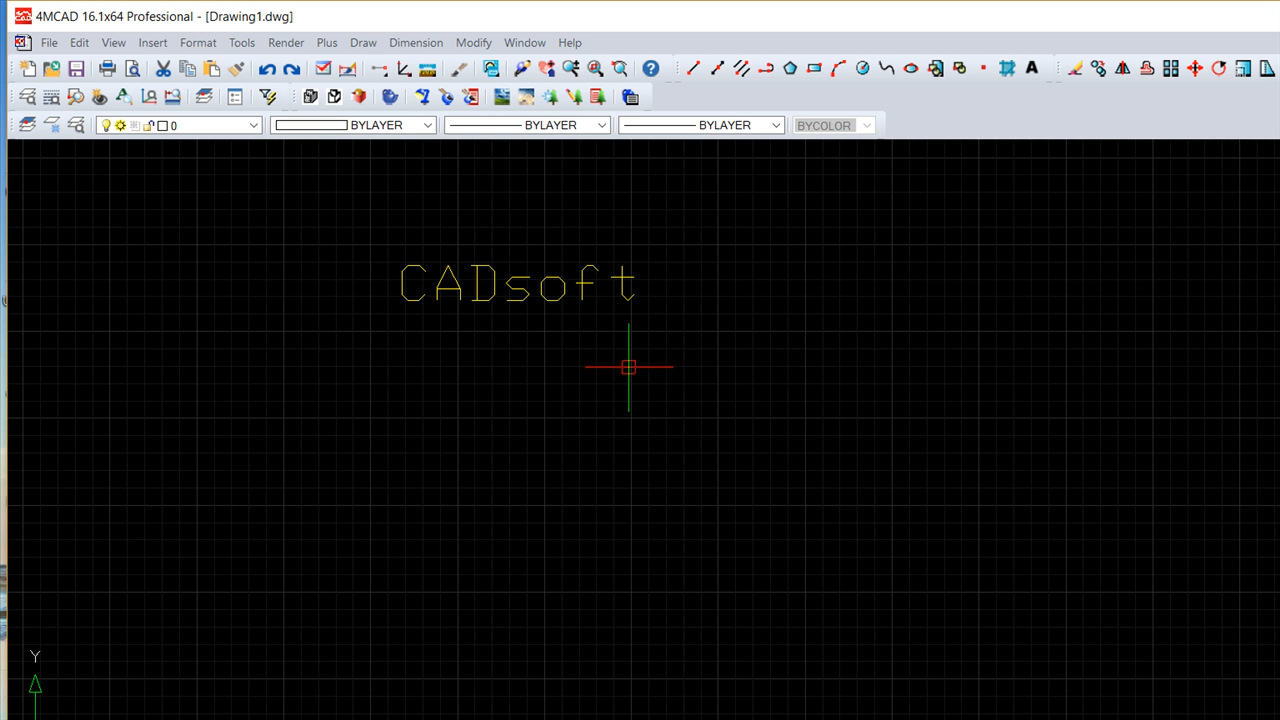 4MCAD 16.1x64 Professional - [Drawing1.dwg]
File Edit View Insert Format Tools Render Plus Draw Dimension Modify Window Help
0 BYLAYER BYLAYER BYLAYER BYCOLOR
CADsoft
Y